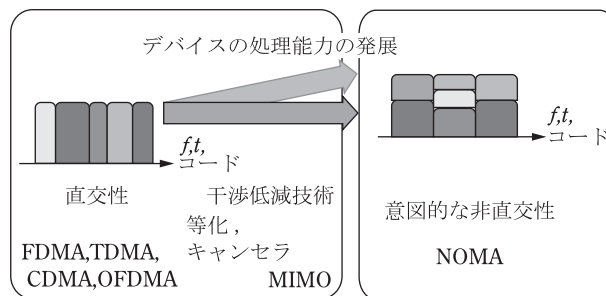 デバイスの処理能力の発展
f,t,
コード
直交性
干渉低減技術
等化，
キャンセラ
FDMA,TDMA,
CDMA,OFDMA
MIMO
f,t,
コード
意図的な非直交性
NOMA